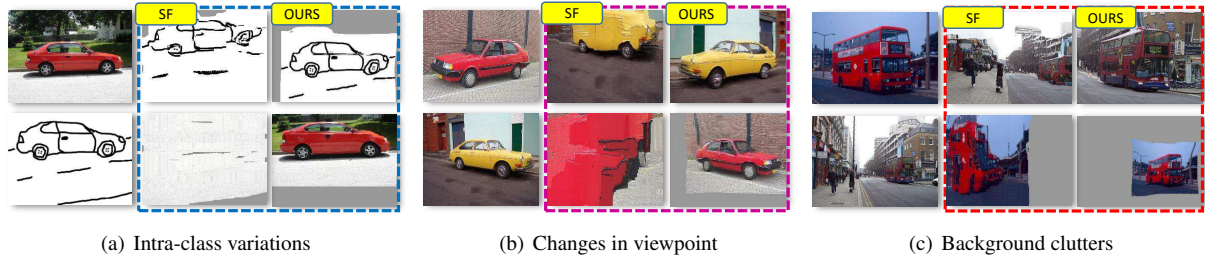 SF
OURS
SF
OURS
SF
OURS
(a) Intra-class variations
(b) Changes in viewpoint
(c) Background clutters